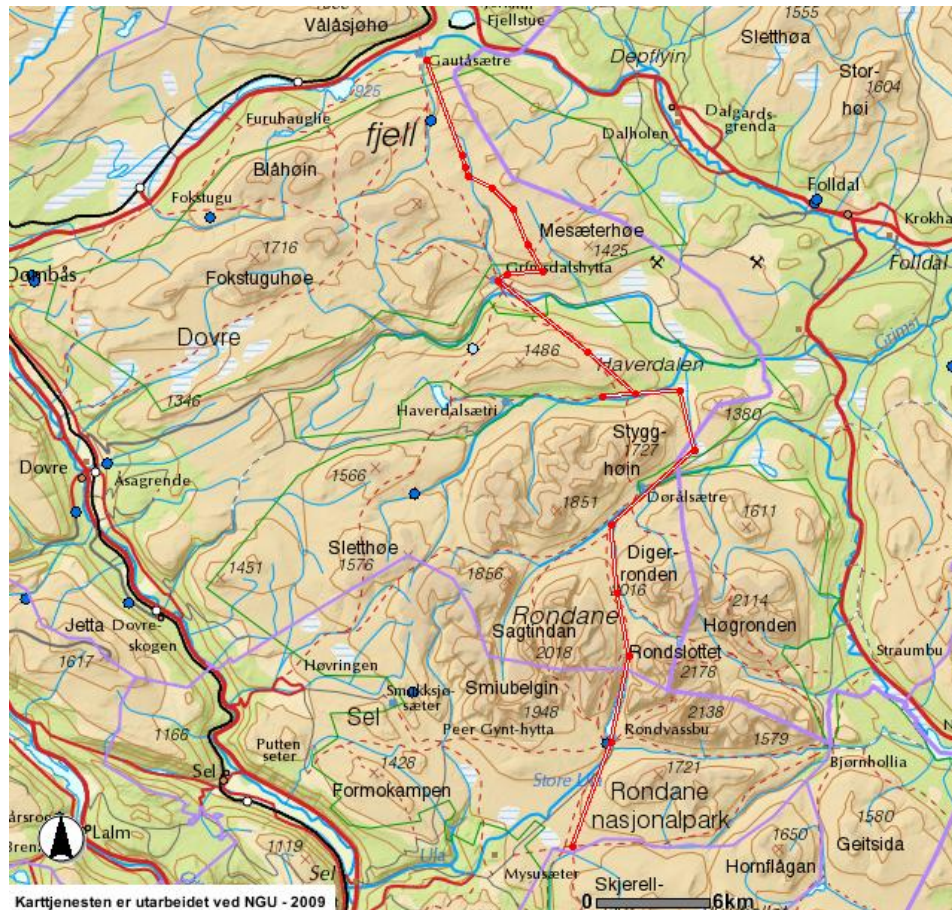 Vålåsjøhø
Fjellstue
1555
Sletthøa
Gautåsætre
Depflyin
Stor-
høi
1604
925
Furuhauglie
fjell
Dalholen
Dalgards-
grenda
Blåhøin
Folldal
Fokstugu
Krokha
Mesæterhøe
1425
1716
Grimsdalshytta
Folldal
Dombås
Fokstuguhøe
Dovre
Grimsi
1486
Haverdalen
1346
Haverdalsætri
1380
Stygg-
høin
1727
Dovre
Åsagrende
1566
Dørålsætre
1851
1611
Sletthøe
1576
Diger-
ronden
2016
1451
1856
Rondane
2114
Høgronden
Jetta
Dovre-
skogen
Sagtindan
2018
Rondslottet
Straumbu
1617
Høvringen
Smiubelgin
2178
Smukksjø-
sæter
Sel
1948
2138
1166
Peer Gynt-hytta
Rondvassbu
1579
Putten
seter
Bjørnhollia
1428
1721
Sel
Store Ula
Formokampen
Rondane
nasjonalpark
1580
Geitsida
Lalm
1650
Ula
1119
Mysusæter
Hornflågan
Sel
Skjerell-
0 6km
Karttjenesten er utarbeidet ved NGU - 2009